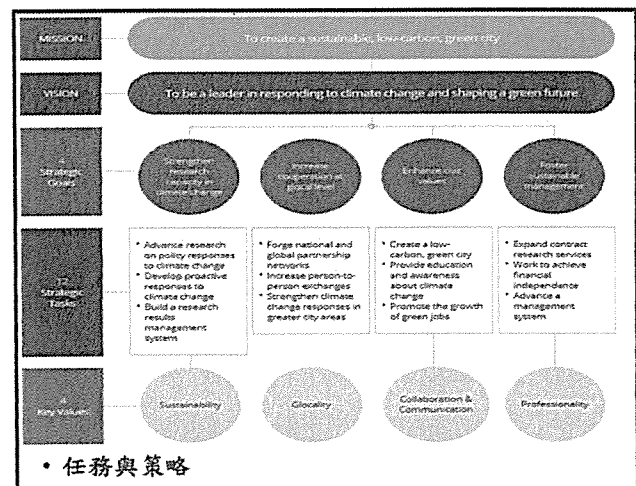 MISSION
To create a sustainable, low-carbon, green city
VISION
To be a leader in responding to climate change and shaping a green future
4
Strategic
Goals
Strengthen
research
capacity in
climate change
Increase
cooperation at
global level
Enhance civic
values
Foster
sustainable
management
12
Strategic
Tasks
• Advance research
on policy responses
to climate change
• Develop proactive
responses to
climate change
• Build a research
results
management
system
• Forge national and
global partnership
networks
• Increase person-to-
person exchanges
• Strengthen climate
change responses in
greater city areas
• Create a low-
carbon, green city
• Provide education
and awareness
about climate
change
• Promote the growth
of green jobs
• Expand contract
research services
• Work to achieve
financial
independence
• Advance a
management
system
4
Key Values
Sustainability
Glocality
Collaboration &
Communication
Professionality
• 任務與策略